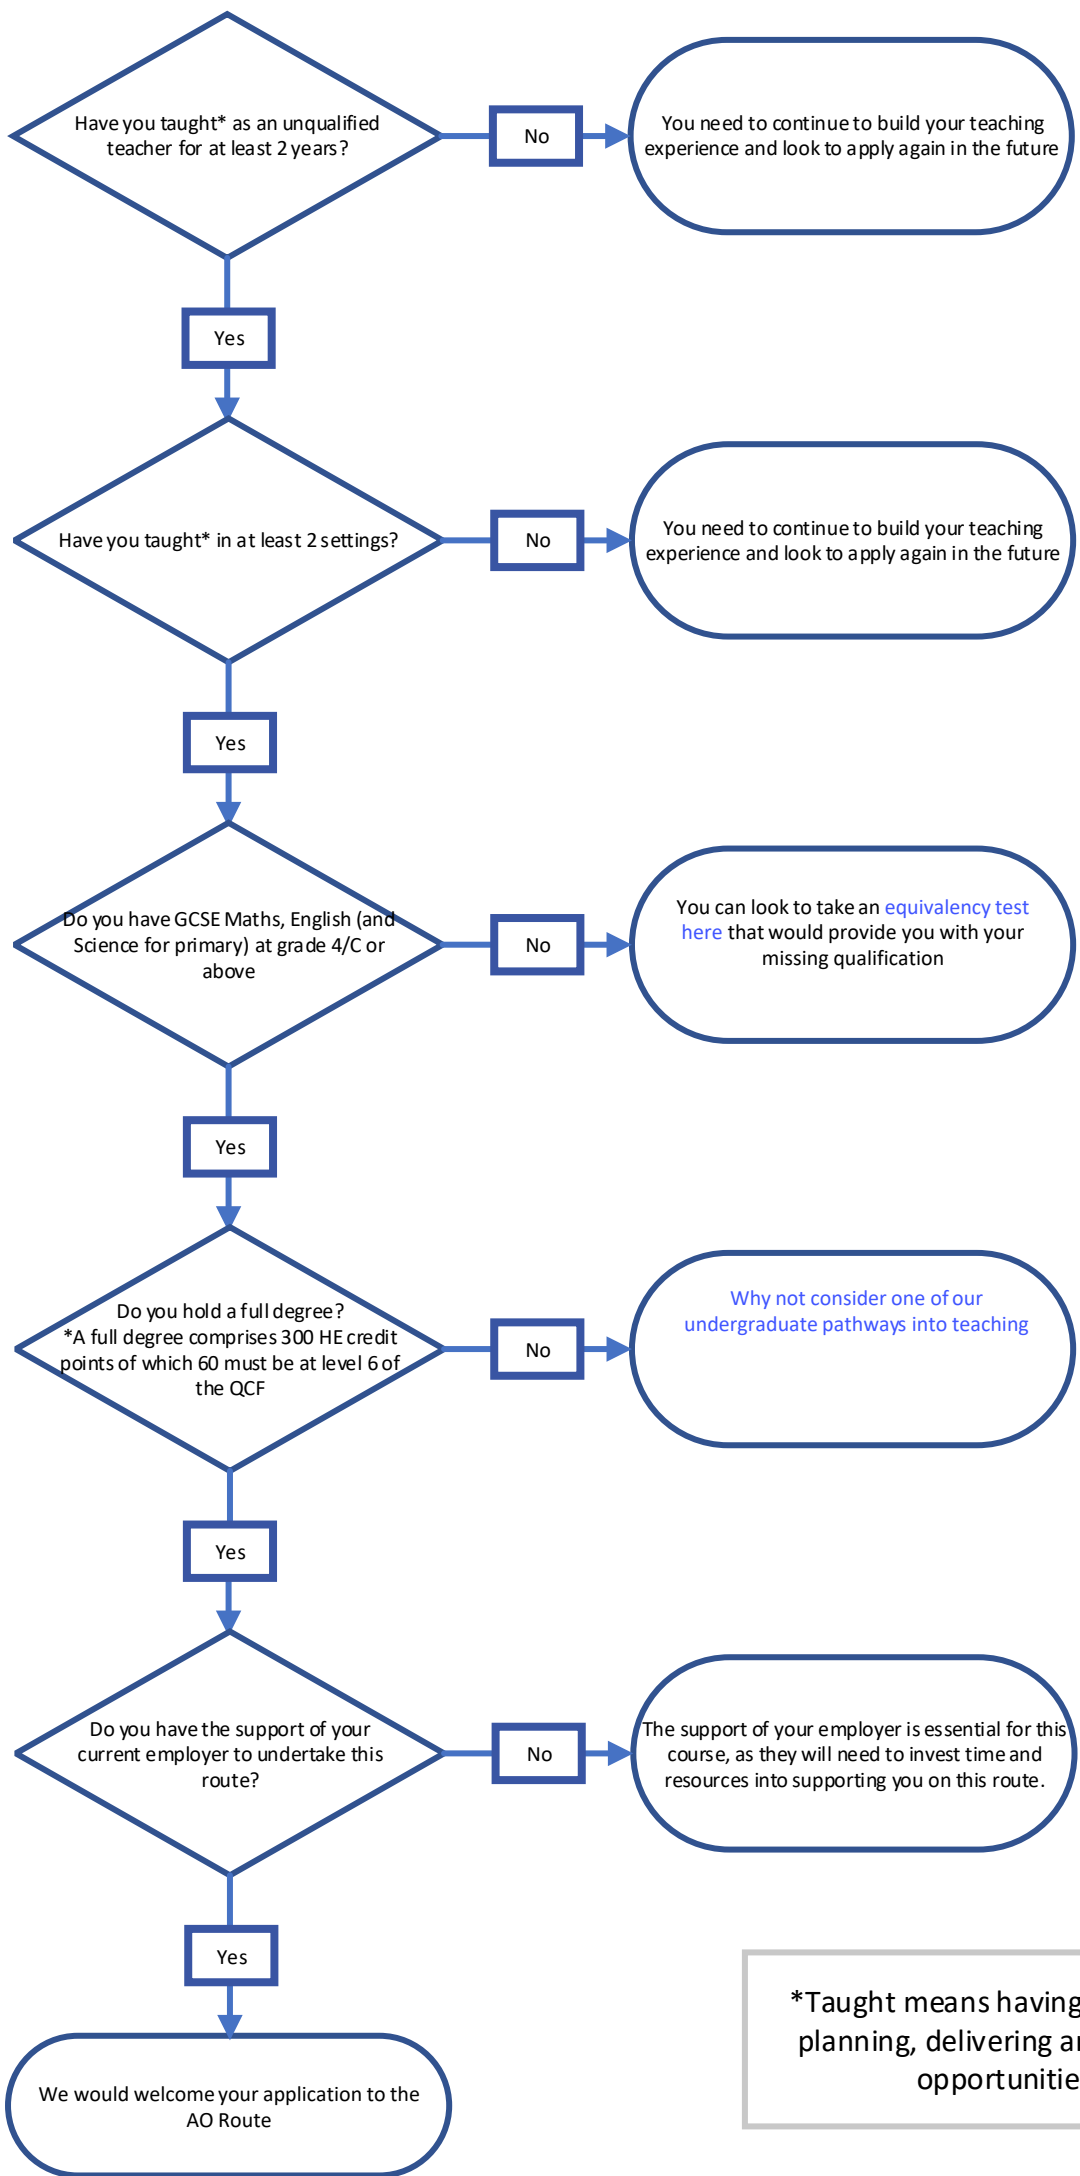 Have you taught* as an unqualified
teacher for at least 2 years?
No
You need to continue to build your teaching
experience and look to apply again in the future
Yes
Have you taught* in at least 2 settings?
No
You need to continue to build your teaching
experience and look to apply again in the future
Yes
Do you have GCSE Maths, English (and
Science for primary) at grade 4/C or
above
No
You can look to take an equivalency test
here that would provide you with your
missing qualification
Yes
Do you hold a full degree?
*A full degree comprises 300 HE credit
points of which 60 must be at level 6 of
the QCF
No
Why not consider one of our
undergraduate pathways into teaching
Yes
Do you have the support of your
current employer to undertake this
route?
No
The support of your employer is essential for this
course, as they will need to invest time and
resources into supporting you on this route.
Yes
We would welcome your application to the
AO Route
*Taught means having
planning, delivering